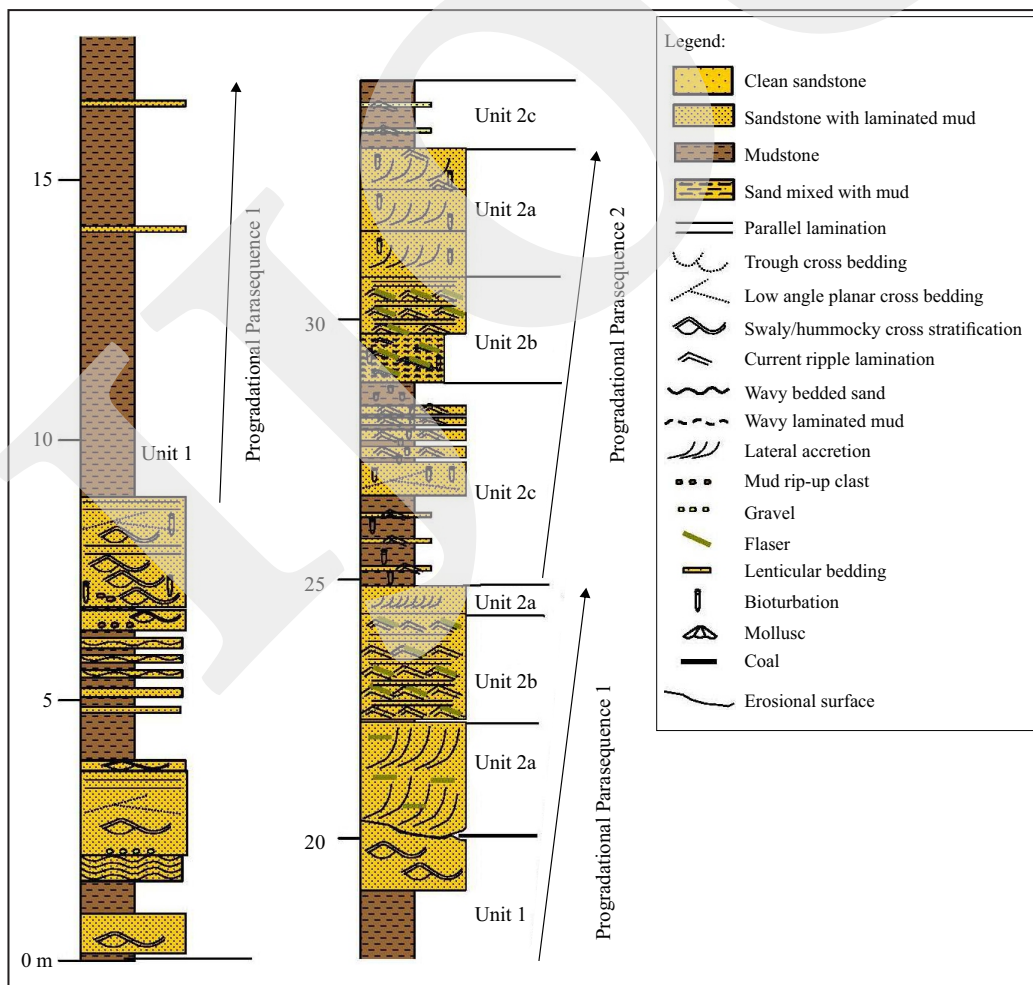 15
10
5
0 m
Unit 1
Progradational Parasequence 1
30
25
20
Unit 2c
Unit 2a
Unit 2b
Unit 2c
Unit 2a
Unit 2b
Unit 2a
Unit 1
Progradational Parasequence 2
Progradational Parasequence 1
Legend:
Clean sandstone
Sandstone with laminated mud
Mudstone
Sand mixed with mud
Parallel lamination
Trough cross bedding
Low angle planar cross bedding
Swaly/hummocky cross stratification
Current ripple lamination
Wavy bedded sand
Wavy laminated mud
Lateral accretion
Mud rip-up clast
Gravel
Flaser
Lenticular bedding
Bioturbation
Mollusc
Coal
Erosional surface